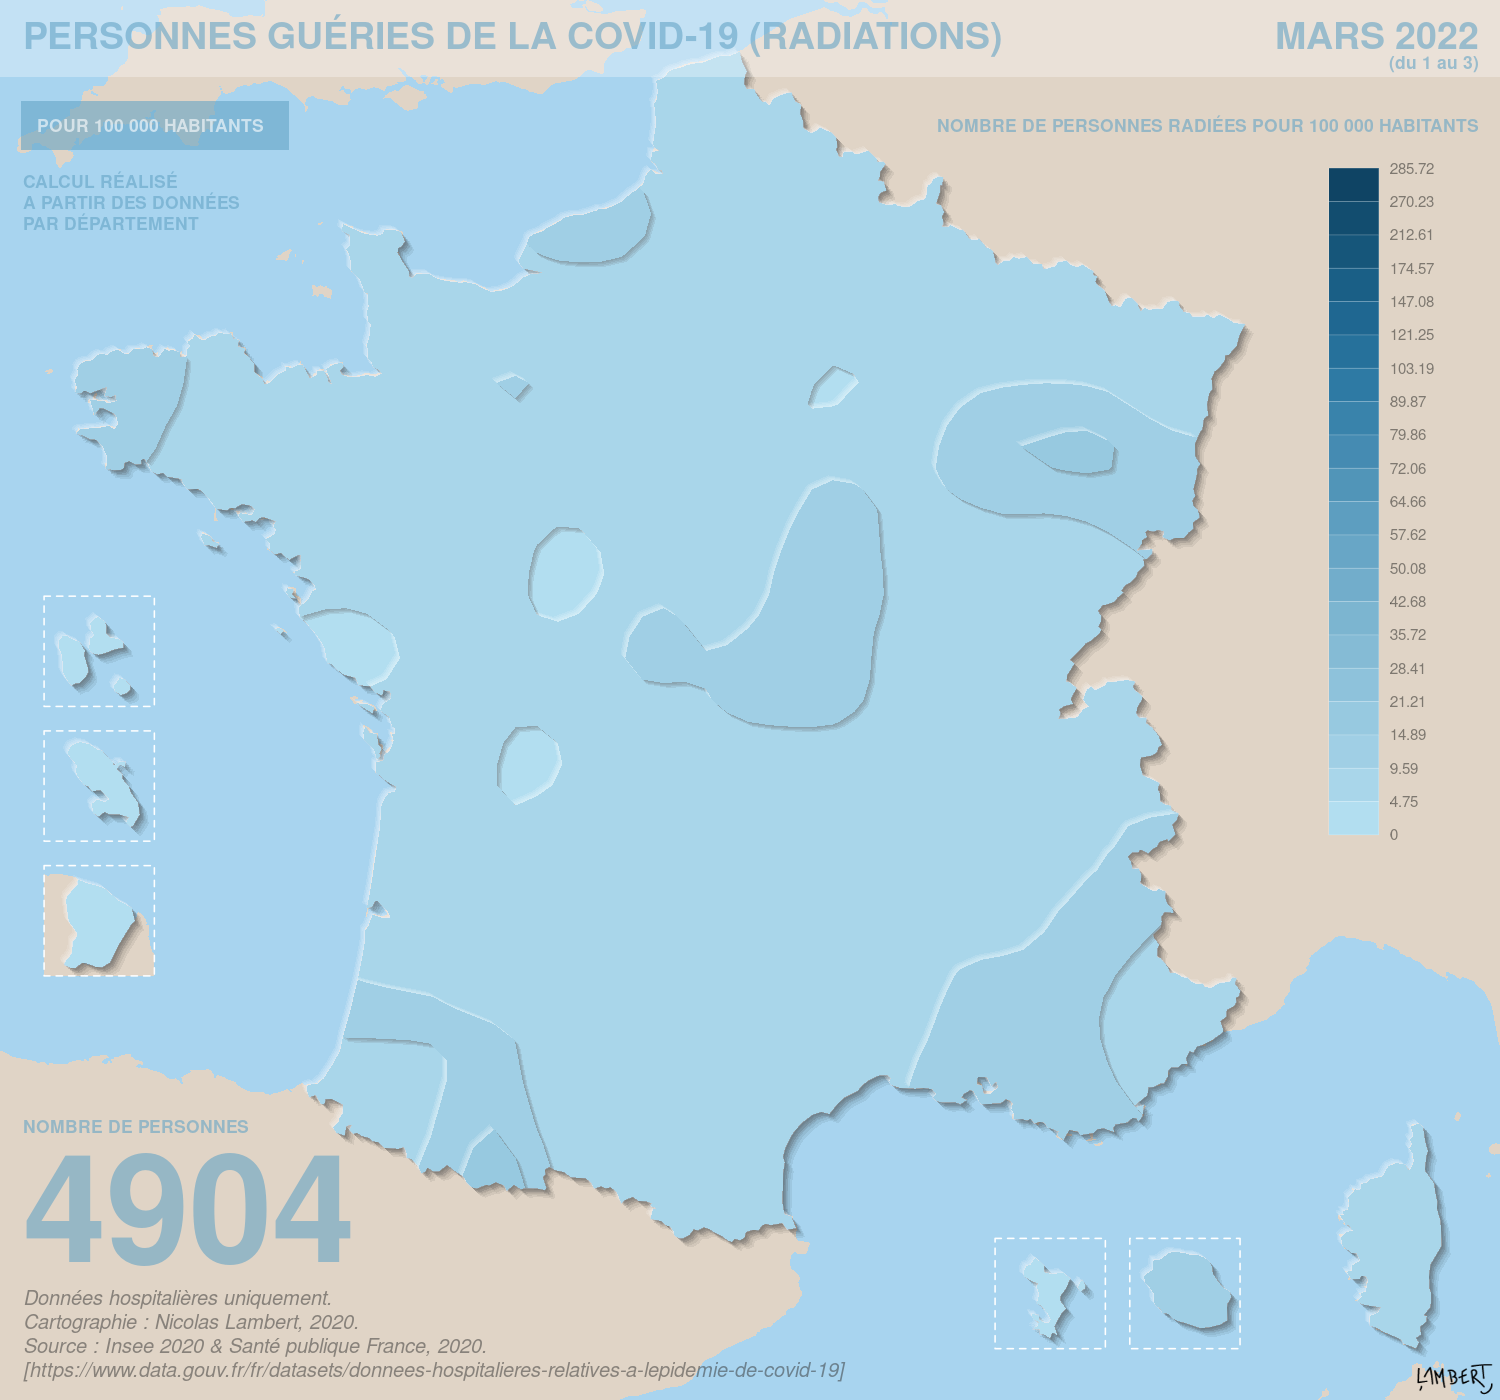 PERSONNES GUÉRIES DE LA COVID-19 (RADIATIONS)
MARS 2022
(du 1 au 3)
POUR 100 000 HABITANTS
CALCUL RÉALISÉ
A PARTIR DES DONNÉES
PAR DÉPARTEMENT
NOMBRE DE PERSONNES RADIÉES POUR 100 000 HABITANTS
285.72
270.23
212.61
174.57
147.08
121.25
103.19
89.87
79.86
72.06
64.66
57.62
50.08
42.68
35.72
28.41
21.21
14.89
9.59
4.75
0
NOMBRE DE PERSONNES
4904
Données hospitalières uniquement.
Cartographie : Nicolas Lambert, 2020.
Source : Insee 2020 & Santé publique France, 2020.
[https://www.data.gouv.fr/fr/datasets/donnees-hospitalieres-relatives-a-lepidemie-de-covid-19]
LAMBERT